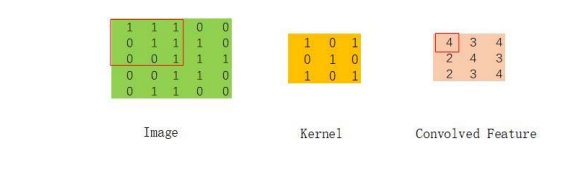 1 1 1 0 0
0 1 1 1 0
0 0 1 1 1
0 0 1 1 0
0 1 1 0 0
Image
1 0 1
0 1 0
1 0 1
Kernel
4 3 4
2 4 3
2 3 4
Convolved Feature